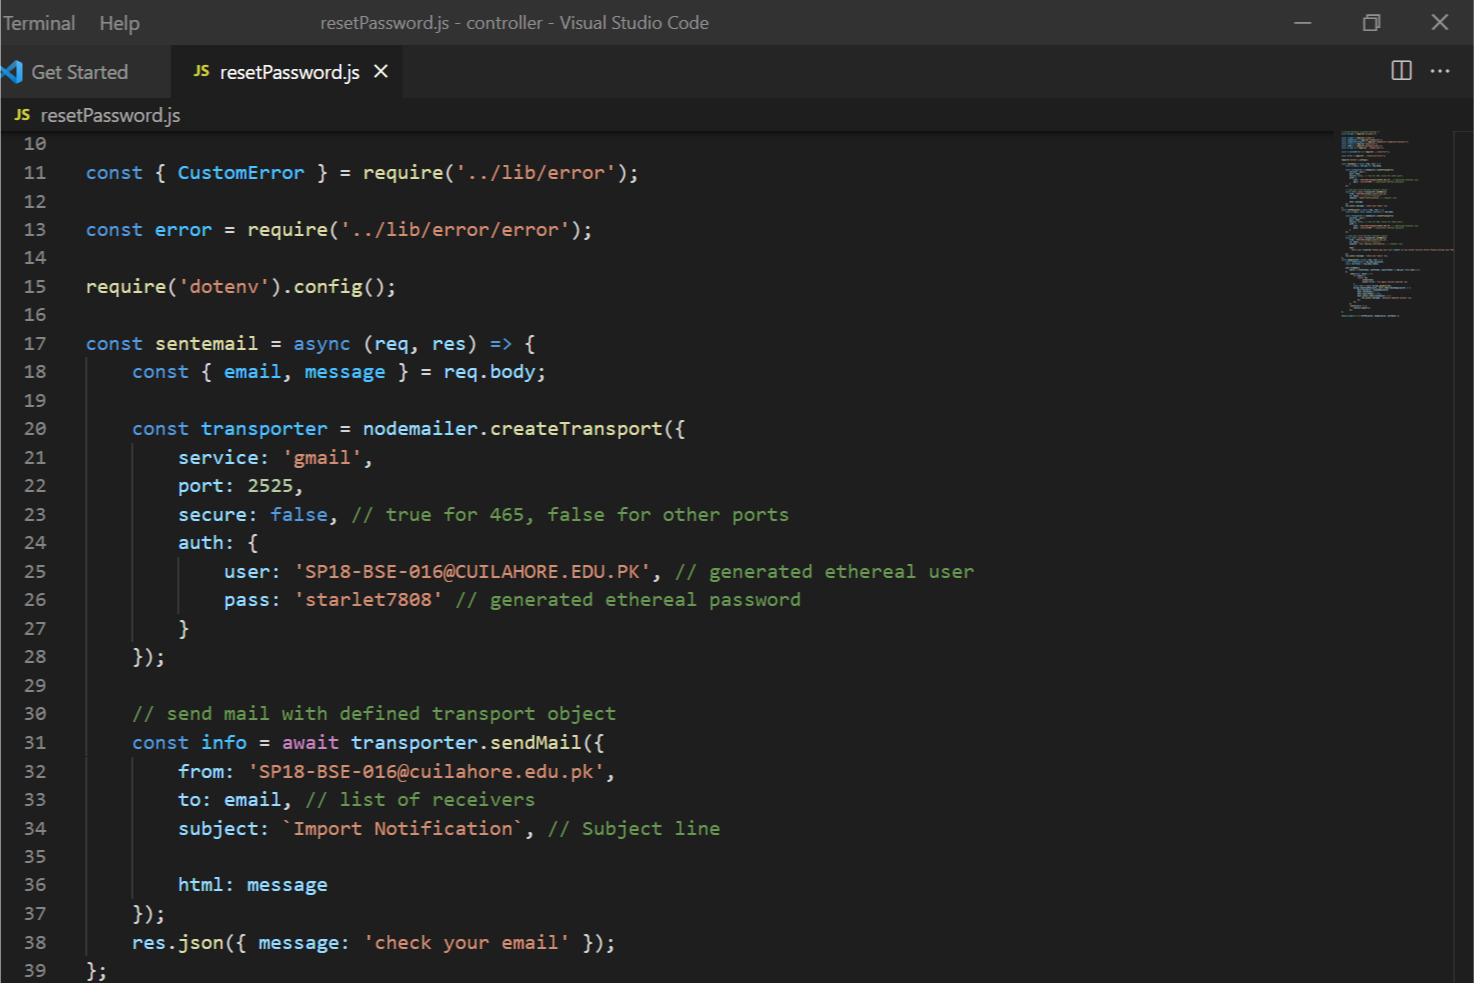 Terminal Help resetPassword.js - controller - Visual Studio Code
Get Started JS resetPassword.js
JS resetPassword.js
10
11 const { CustomError } = require('../lib/error');
12
13 const error = require('../lib/error/error');
14
15 require('dotenv').config();
16
17 const sentemail = async (req, res) => {
18 const { email, message } = req.body;
19
20 const transporter = nodemailer.createTransport({
21 service: 'gmail',
22 port: 2525,
23 secure: false, // true for 465, false for other ports
24 auth: {
25 user: 'SP18-BSE-016@CUILAHORE.EDU.PK', // generated ethereal user
26 pass: 'starlet7808' // generated ethereal password
27 }
28 });
29
30 // send mail with defined transport object
31 const info = await transporter.sendMail({
32 from: 'SP18-BSE-016@cuilahore.edu.pk',
33 to: email, // list of receivers
34 subject: `Import Notification`, // Subject line
35
36 html: message
37 });
38 res.json({ message: 'check your email' });
39 };